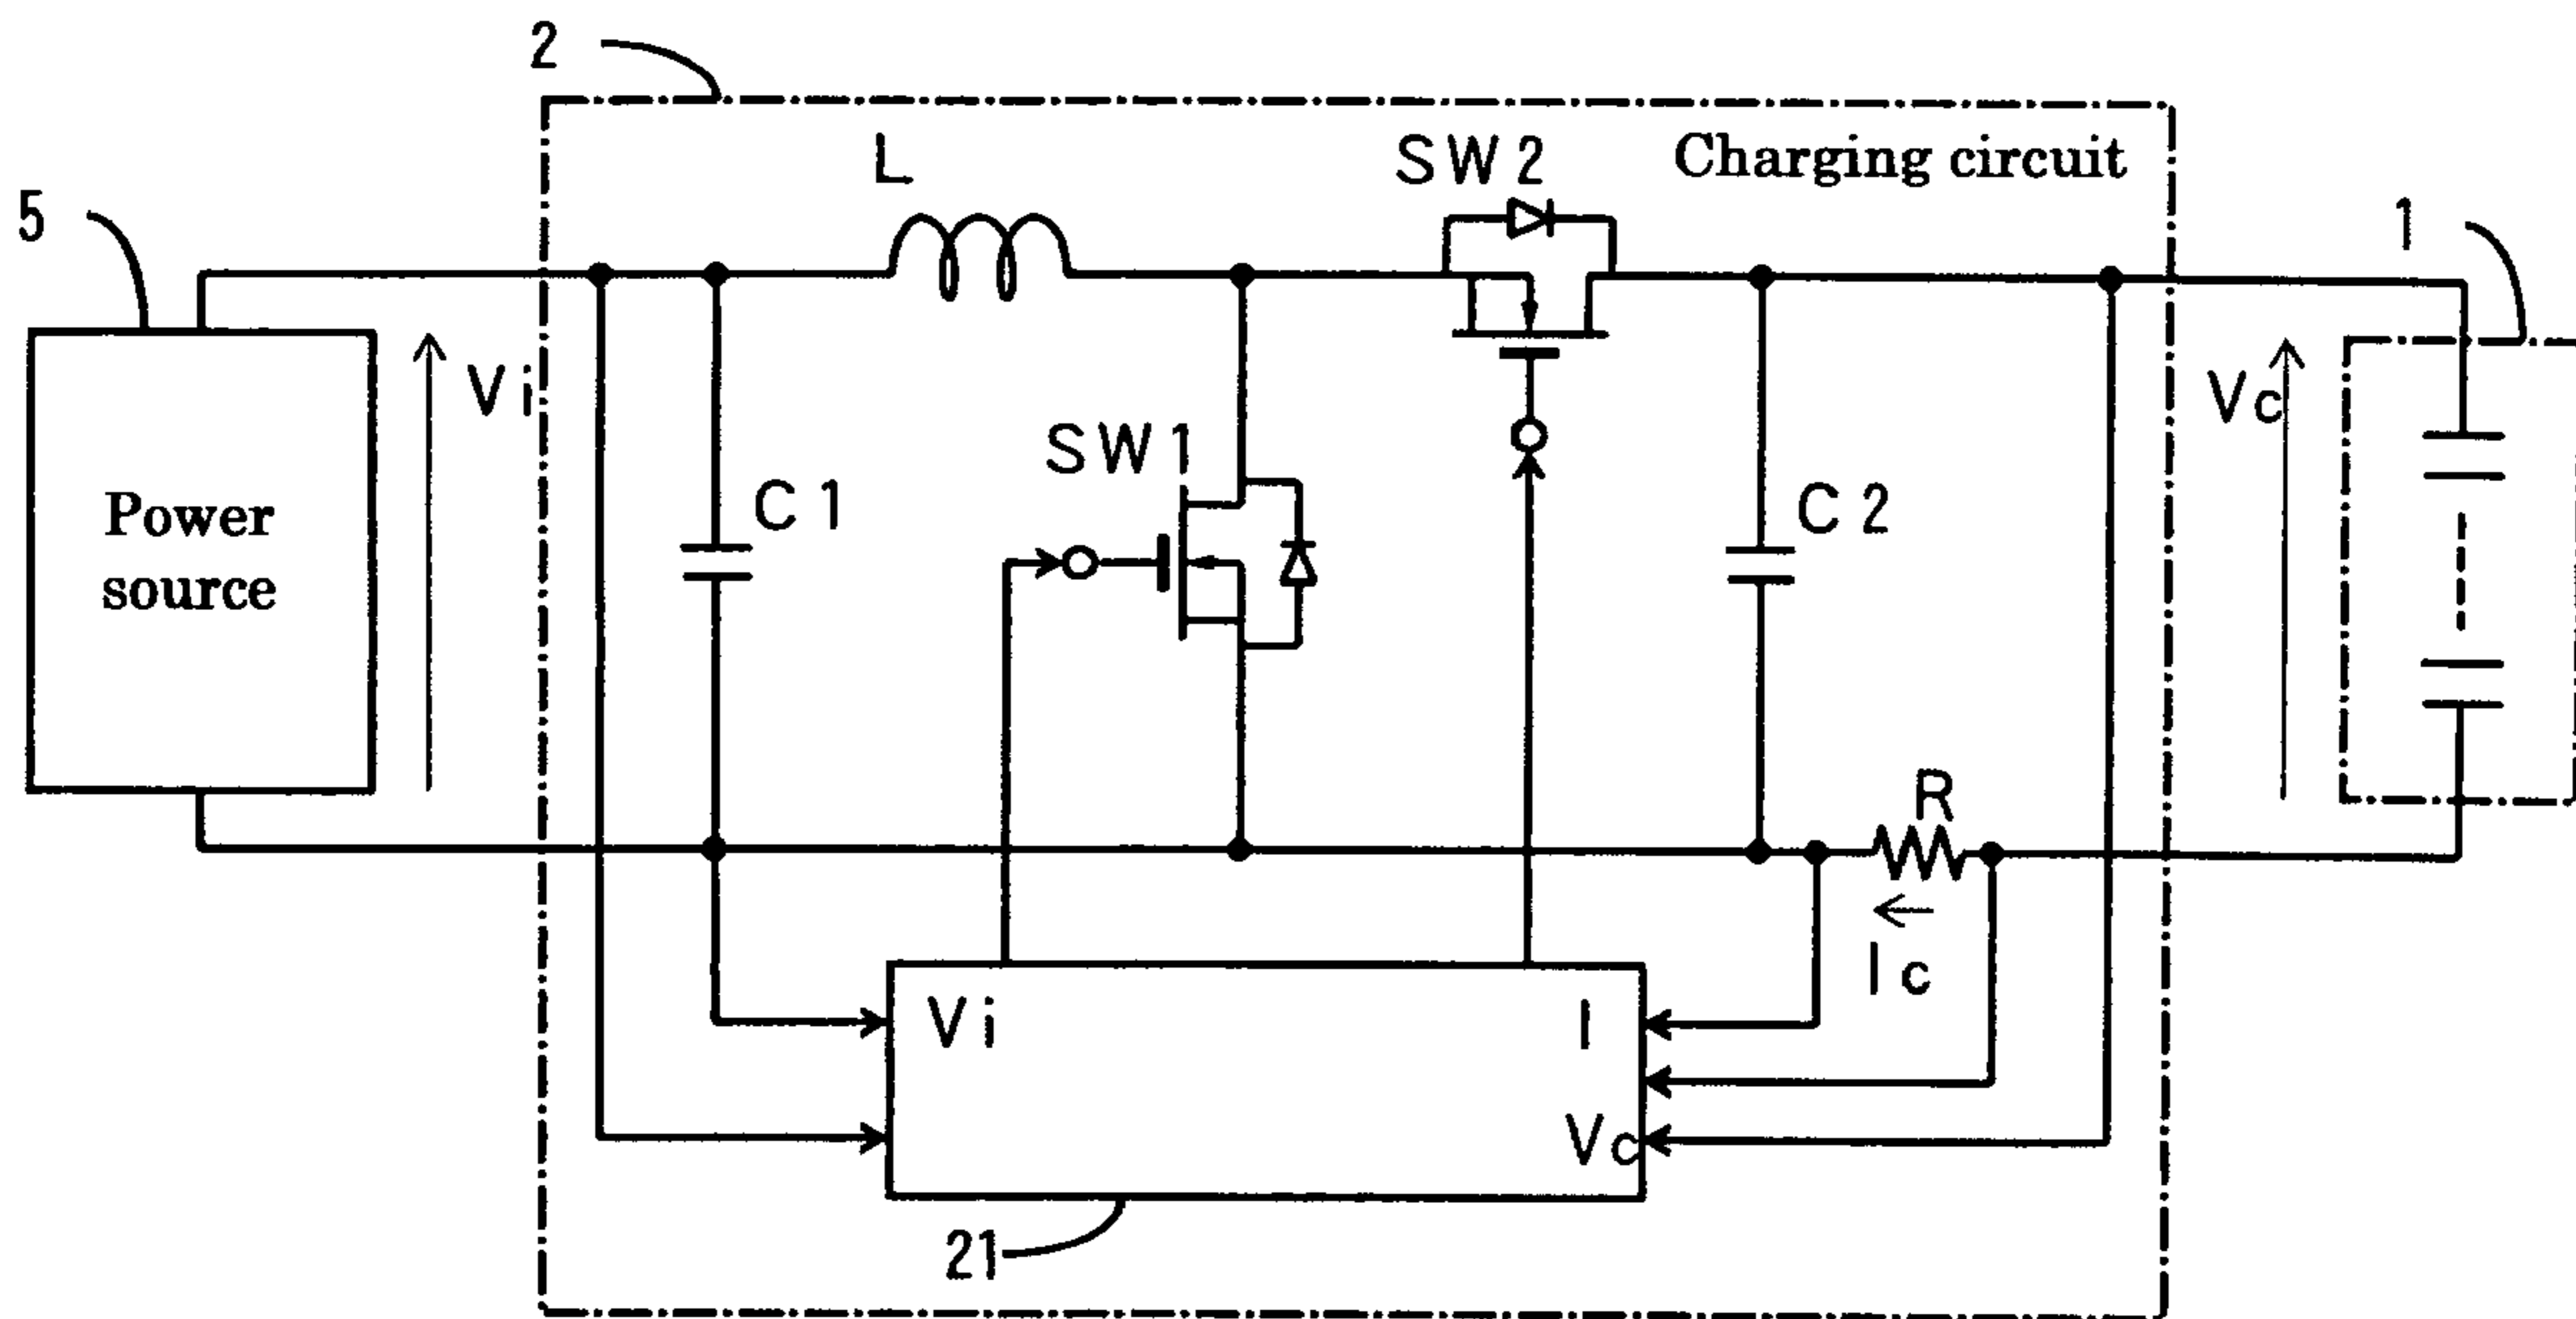 2
L
SW2
Charging circuit
5
1
Vi
Vc
SW1
C1
C2
Power
source
R
Ic
Vi
I
Vc
21